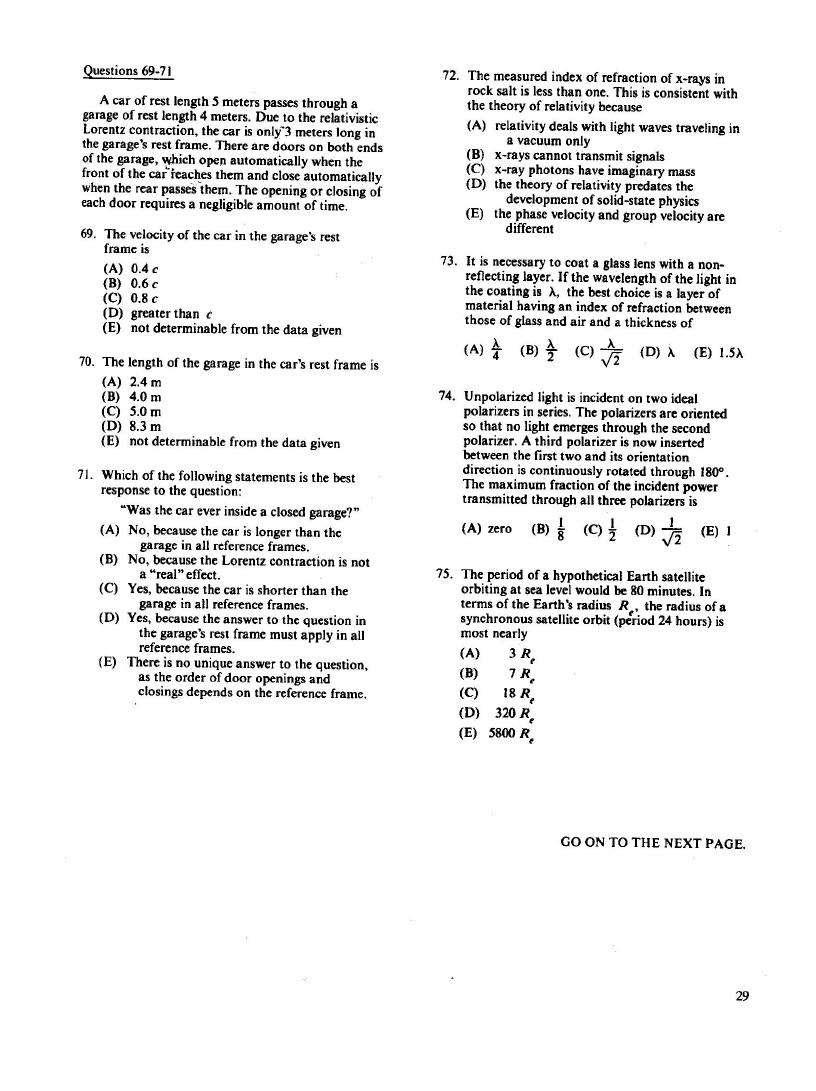 Questions 69-71
A car of rest length 5 meters passes through a
garage of rest length 4 meters. Due to the relativistic
Lorentz contraction, the car is only 3 meters long in
the garage's rest frame. There are doors on both ends
of the garage, which open automatically when the
front of the car reaches them and close automatically
when the rear passes them. The opening or closing of
each door requires a negligible amount of time.
69. The velocity of the car in the garage's rest
frame is
(A) 0.4 c
(B) 0.6 c
(C) 0.8 c
(D) greater than c
(E) not determinable from the data given
70. The length of the garage in the car's rest frame is
(A) 2.4 m
(B) 4.0 m
(C) 5.0 m
(D) 8.3 m
(E) not determinable from the data given
71. Which of the following statements is the best
response to the question:
"Was the car ever inside a closed garage?"
(A) No, because the car is longer than the
garage in all reference frames.
(B) No, because the Lorentz contraction is not
a "real" effect.
(C) Yes, because the car is shorter than the
garage in all reference frames.
(D) Yes, because the answer to the question in
the garage's rest frame must apply in all
reference frames.
(E) There is no unique answer to the question,
as the order of door openings and
closings depends on the reference frame.
72. The measured index of refraction of x-rays in
rock salt is less than one. This is consistent with
the theory of relativity because
(A) relativity deals with light waves traveling in
a vacuum only
(B) x-rays cannot transmit signals
(C) x-ray photons have imaginary mass
(D) the theory of relativity predates the
development of solid-state physics
(E) the phase velocity and group velocity are
different
73. It is necessary to coat a glass lens with a non-
reflecting layer. If the wavelength of the light in
the coating is λ, the best choice is a layer of
material having an index of refraction between
those of glass and air and a thickness of
(A) λ/4 (B) λ/2 (C) λ/√2 (D) λ (E) 1.5λ
74. Unpolarized light is incident on two ideal
polarizers in series. The polarizers are oriented
so that no light emerges through the second
polarizer. A third polarizer is now inserted
between the first two and its orientation
direction is continuously rotated through 180°.
The maximum fraction of the incident power
transmitted through all three polarizers is
(A) zero (B) 1/8 (C) 1/2 (D) 1/√2 (E) 1
75. The period of a hypothetical Earth satellite
orbiting at sea level would be 80 minutes. In
terms of the Earth's radius Rₑ, the radius of a
synchronous satellite orbit (period 24 hours) is
most nearly
(A) 3 Rₑ
(B) 7 Rₑ
(C) 18 Rₑ
(D) 320 Rₑ
(E) 5800 Rₑ
GO ON TO THE NEXT PAGE.
29